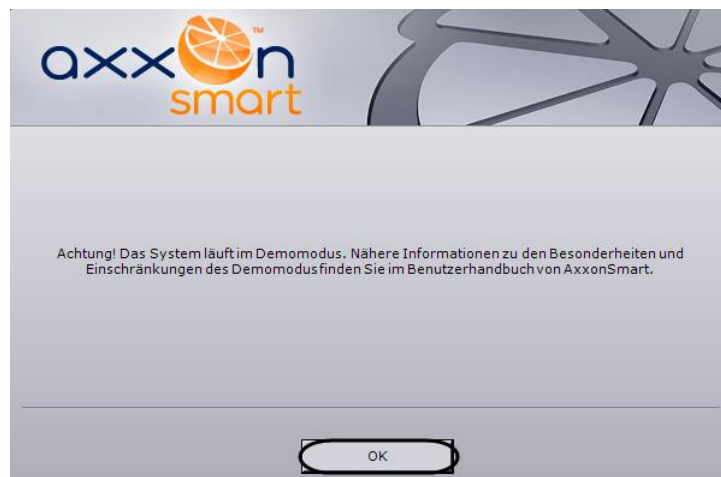 axxon™
smart
Achtung! Das System läuft im Demomodus. Nähere Informationen zu den Besonderheiten und
Einschränkungen des Demomodus finden Sie im Benutzerhandbuch von AxxonSmart.
OK